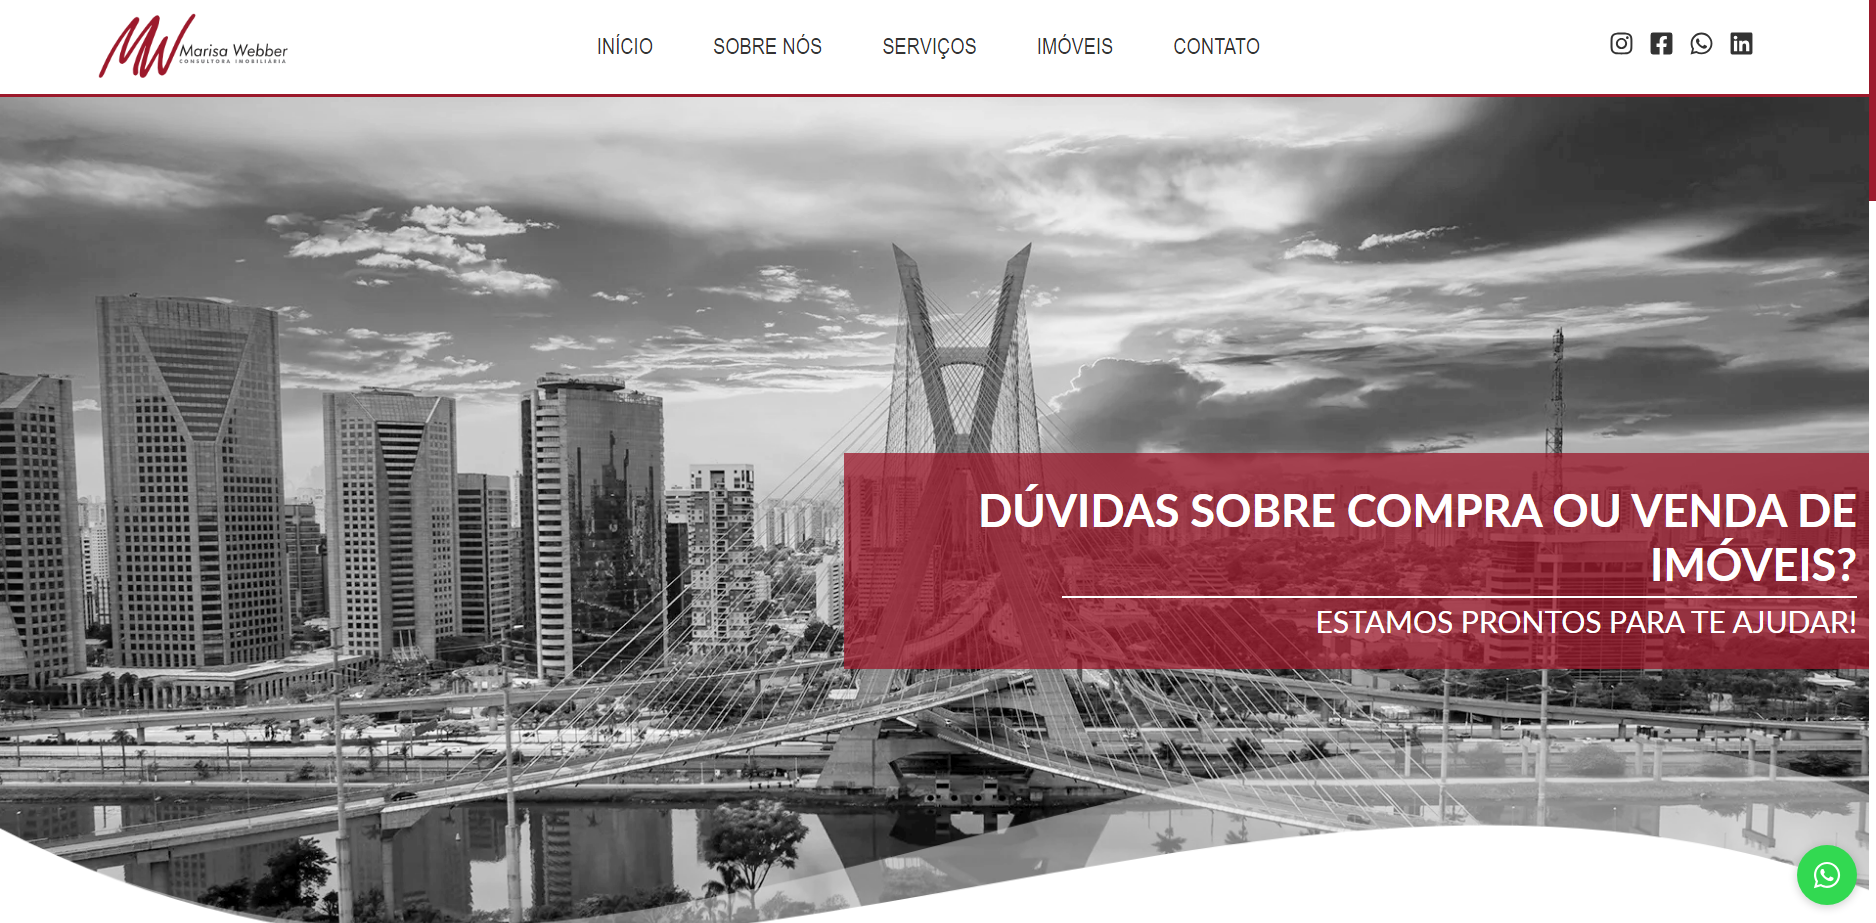 MW Marisa Webber
CONSULTORA IMOBILIÁRIA
INÍCIO SOBRE NÓS SERVIÇOS IMÓVEIS CONTATO
DÚVIDAS SOBRE COMPRA OU VENDA DE
IMÓVEIS?
ESTAMOS PRONTOS PARA TE AJUDAR!